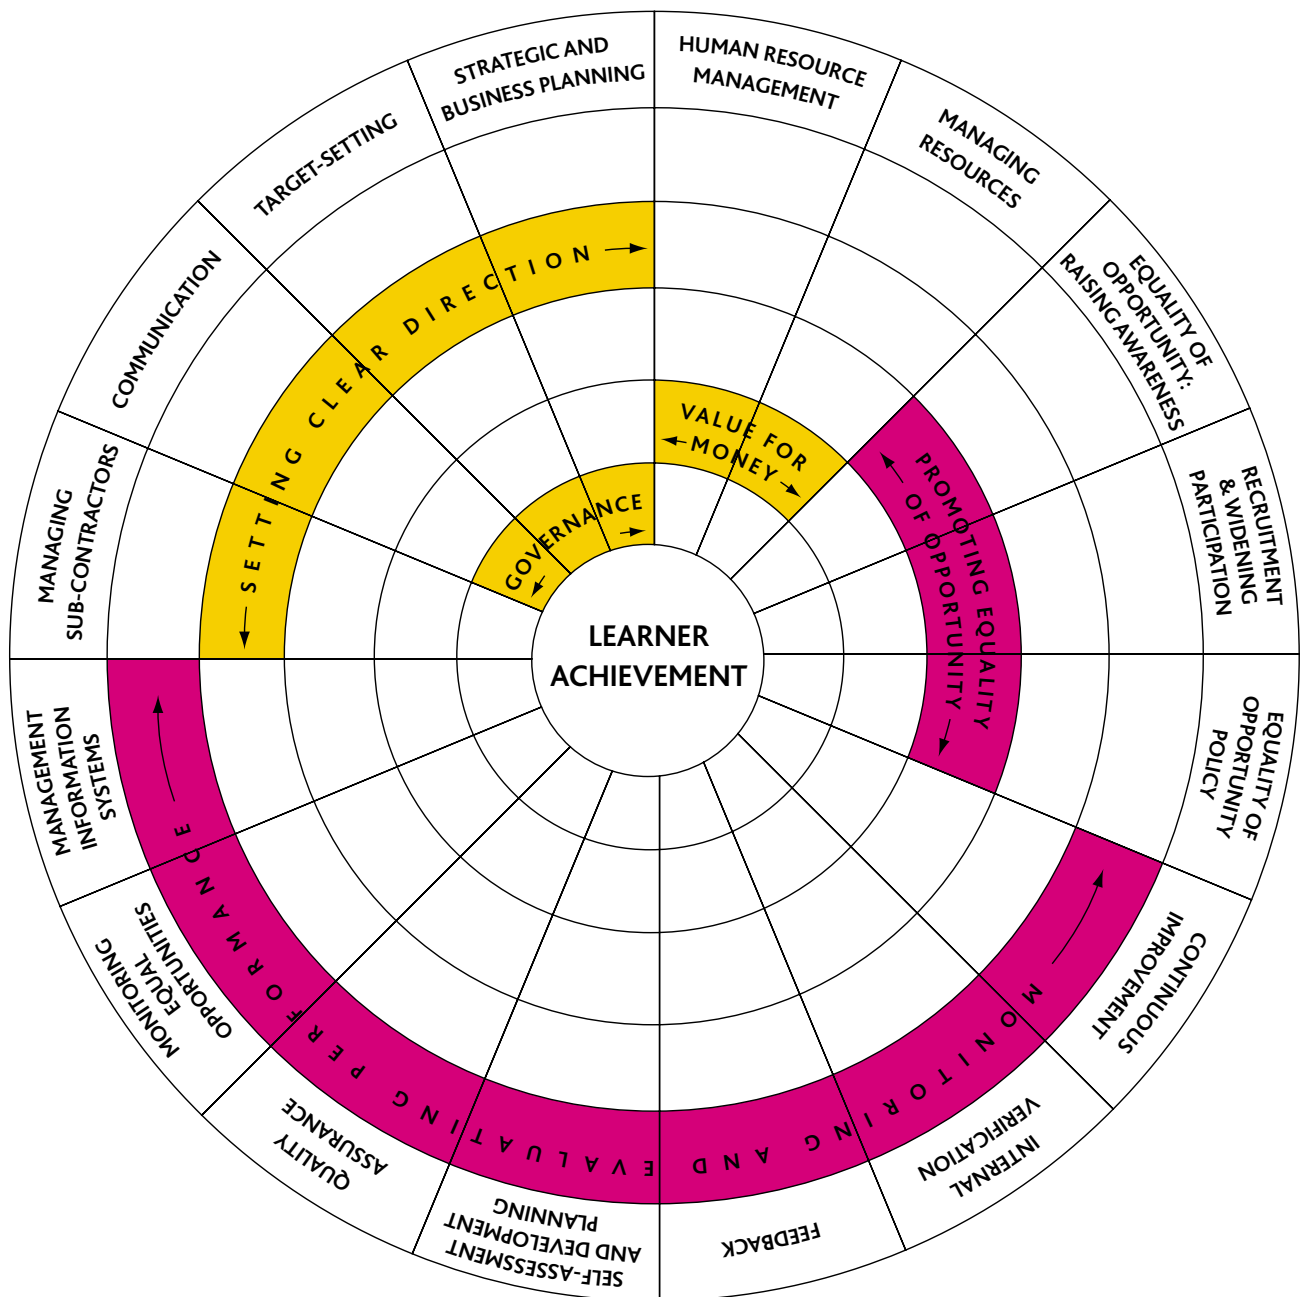 STRATEGIC AND
BUSINESS PLANNING
HUMAN RESOURCE
MANAGEMENT
MANAGING
RESOURCES
EQUALITY OF
OPPORTUNITY:
RAISING AWARENESS
RECRUITMENT
& WIDENING
PARTICIPATION
EQUALITY OF
OPPORTUNITY
POLICY
CONTINUOUS
IMPROVEMENT
INTERNAL
VERIFICATION
FEEDBACK
SELF-ASSESSMENT
AND DEVELOPMENT
PLANNING
QUALITY
ASSURANCE
MONITORING
EQUAL
OPPORTUNITIES
MANAGEMENT
INFORMATION
SYSTEMS
MANAGING
SUB-CONTRACTORS
COMMUNICATION
TARGET-SETTING
SETTING CLEAR DIRECTION
VALUE FOR
MONEY
GOVERNANCE
PROMOTING EQUALITY
OF OPPORTUNITY
MONITORING AND EVALUATING PERFORMANCE
LEARNER
ACHIEVEMENT